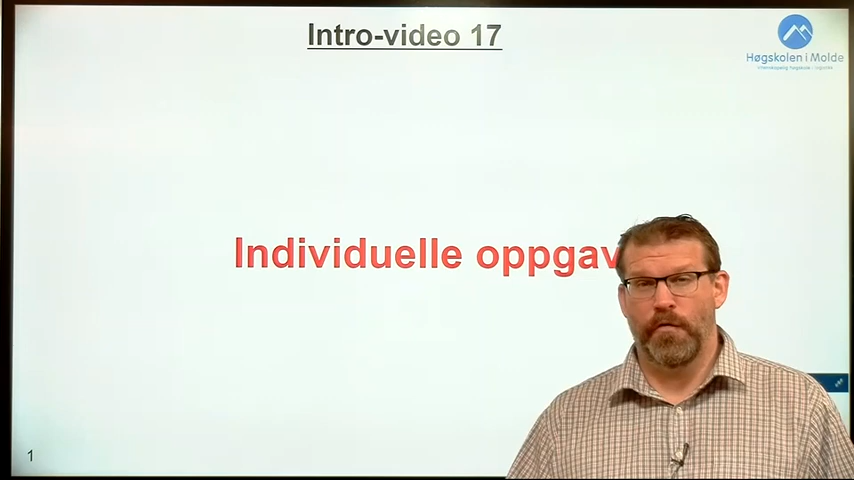 Intro-video 17
Høgskolen i Molde
Individuelle oppgav
1